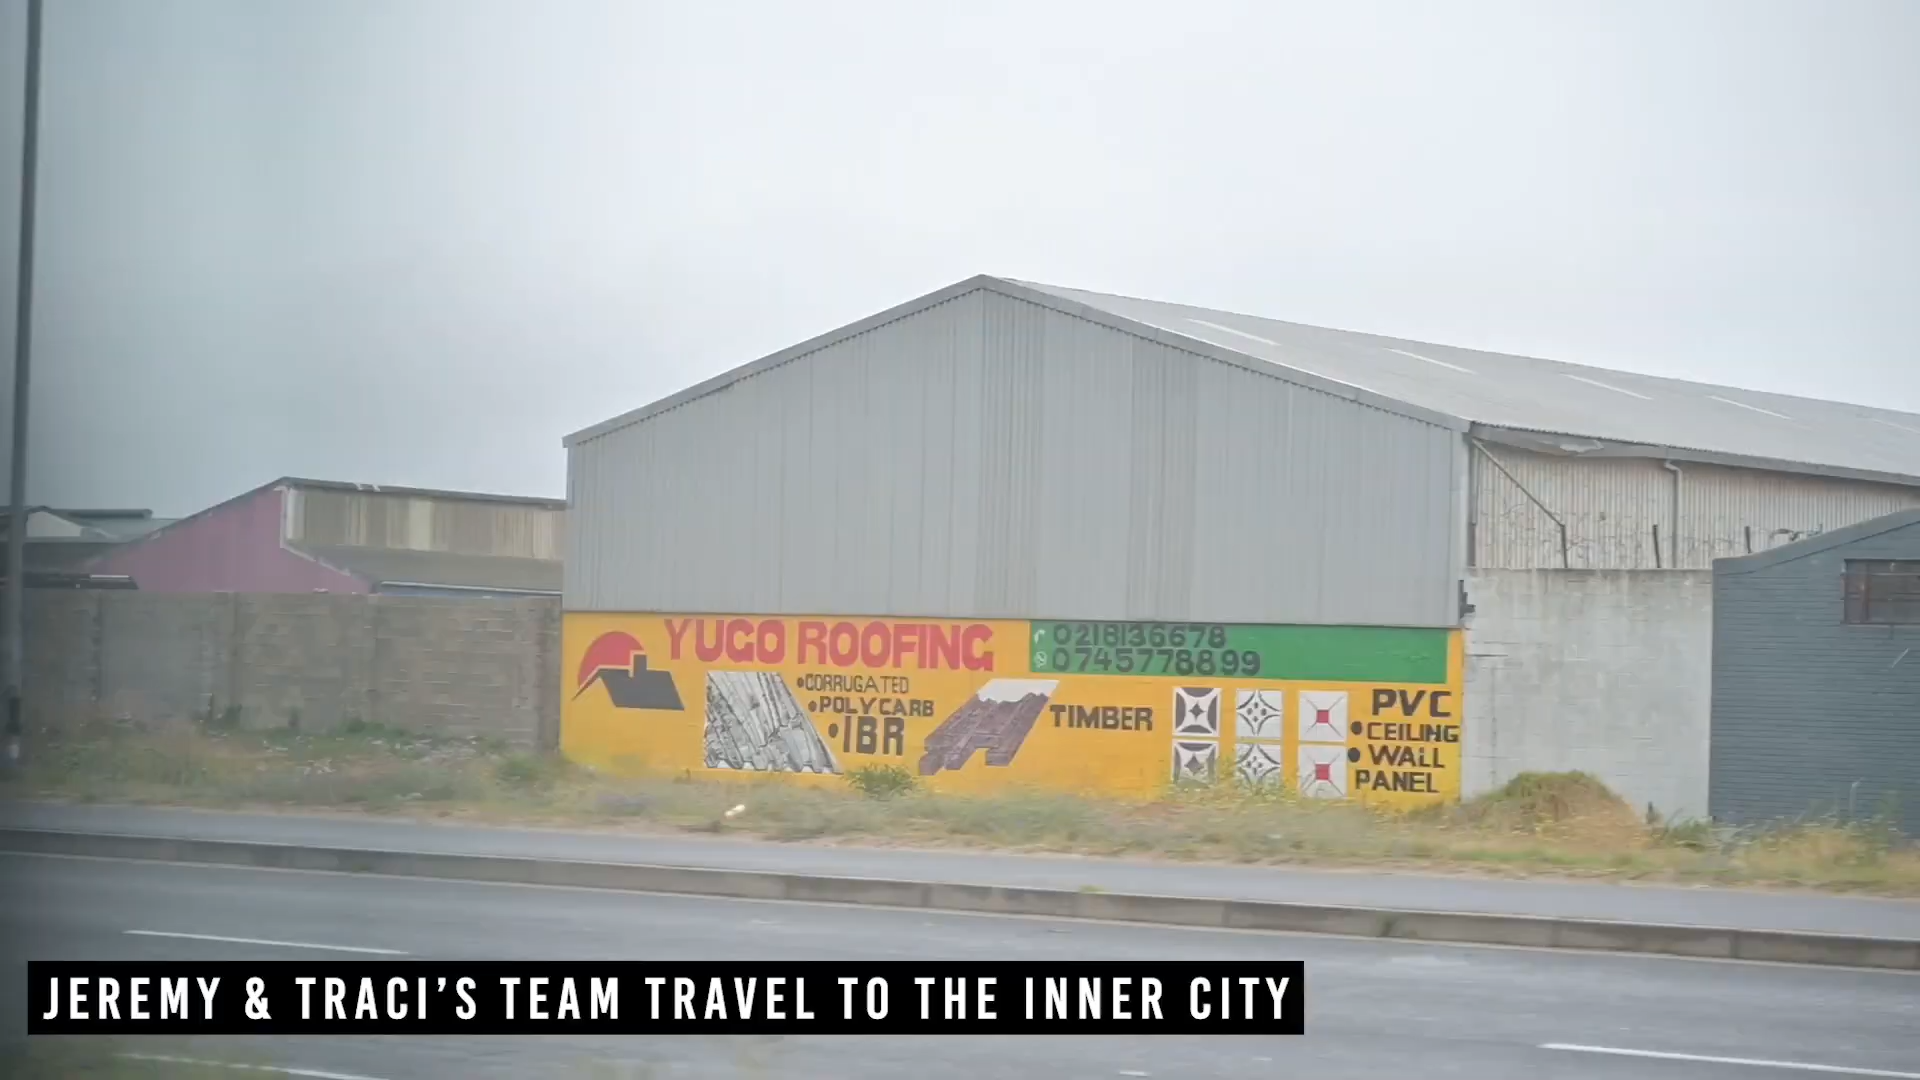 YUGO ROOFING
0218136678
0745778899
•CORRUGATED
•POLYCARB
•IBR
TIMBER
PVC
•CEILING
•WALL
PANEL
JEREMY & TRACI'S TEAM TRAVEL TO THE INNER CITY